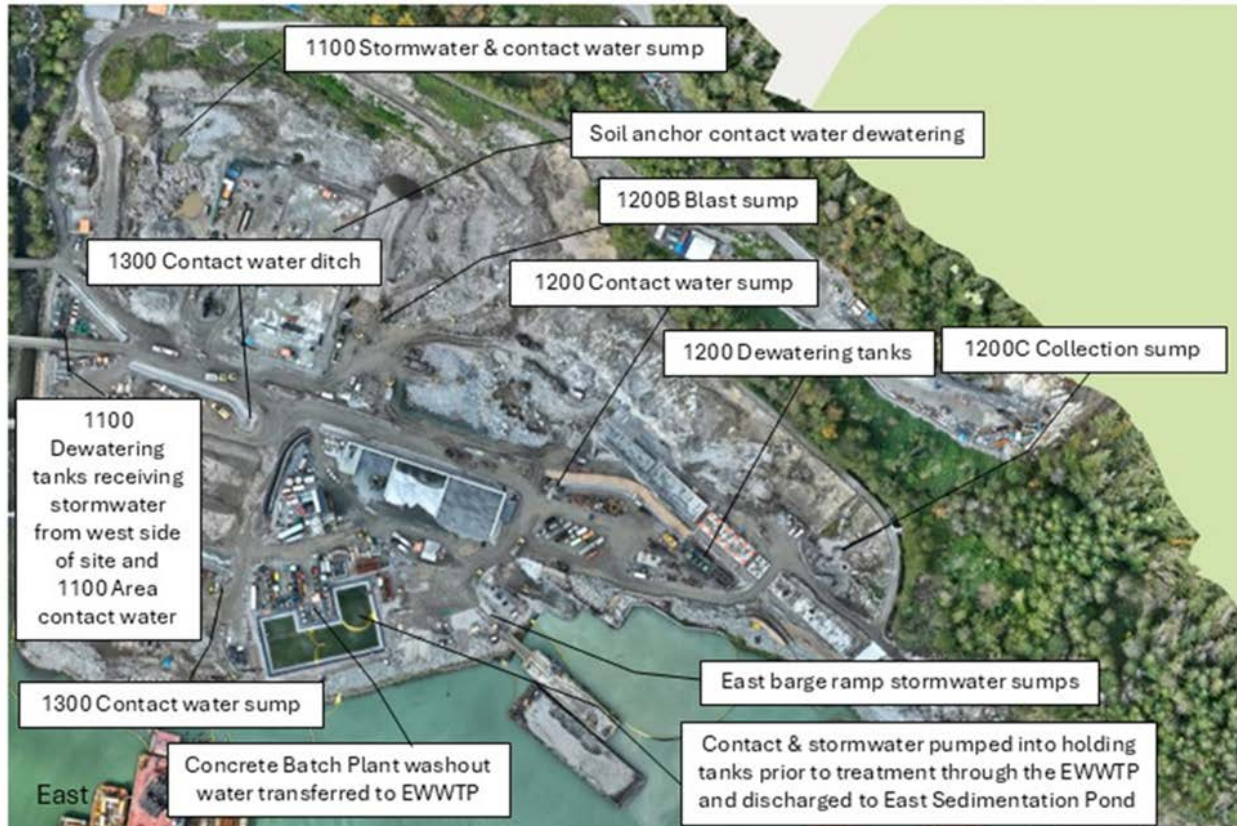 1100 Stormwater & contact water sump
Soil anchor contact water dewatering
1200B Blast sump
1300 Contact water ditch
1200 Contact water sump
1200 Dewatering tanks
1200C Collection sump
1100
Dewatering
tanks receiving
stormwater
from west side
of site and
1100 Area
contact water
1300 Contact water sump
East barge ramp stormwater sumps
Concrete Batch Plant washout
water transferred to EWWTP
Contact & stormwater pumped into holding
tanks prior to treatment through the EWWTP
and discharged to East Sedimentation Pond
East